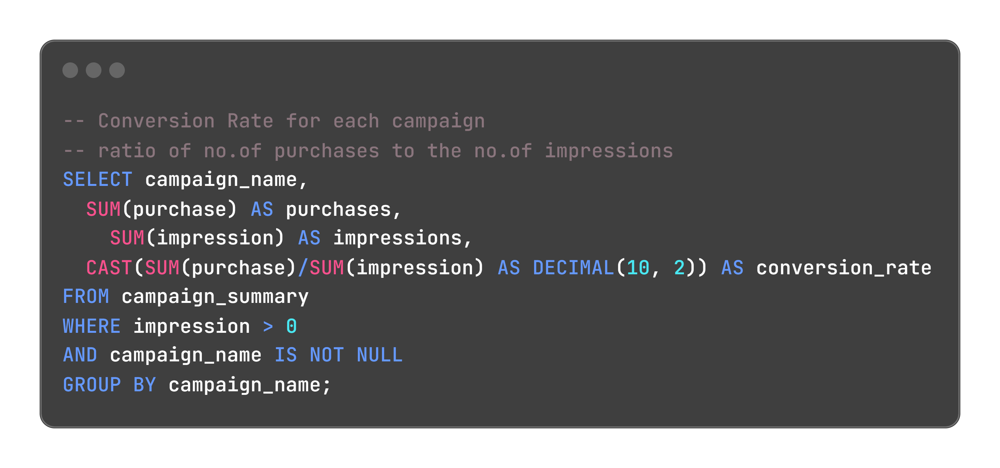 -- Conversion Rate for each campaign
-- ratio of no.of purchases to the no.of impressions
SELECT campaign_name,
  SUM(purchase) AS purchases,
    SUM(impression) AS impressions,
  CAST(SUM(purchase)/SUM(impression) AS DECIMAL(10, 2)) AS conversion_rate
FROM campaign_summary
WHERE impression > 0
AND campaign_name IS NOT NULL
GROUP BY campaign_name;